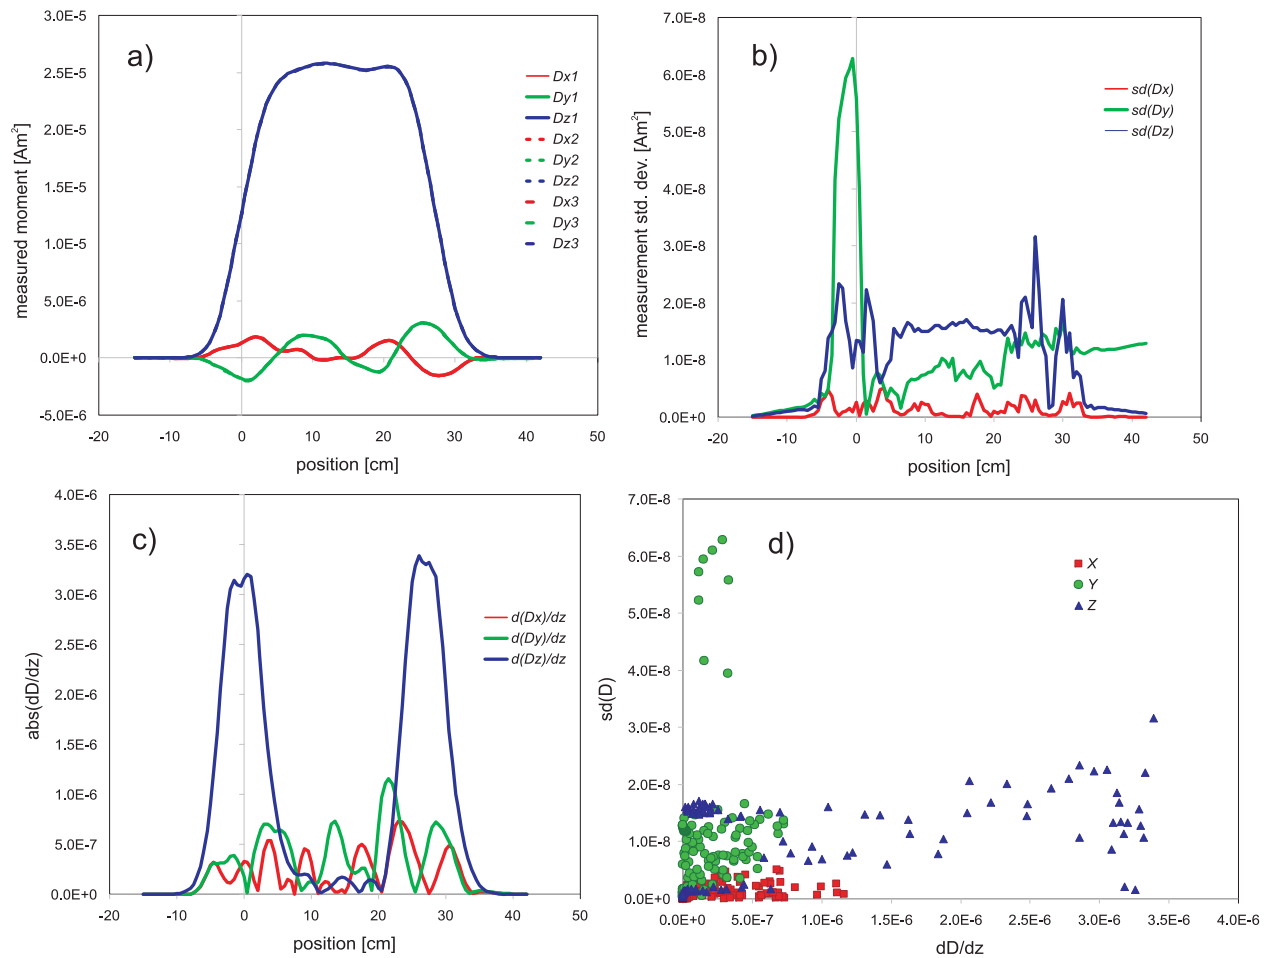 a)
measured moment [Am²]
3.0E-5
2.5E-5
2.0E-5
1.5E-5
1.0E-5
5.0E-6
0.0E+0
-5.0E-6
-20 -10 0 10 20 30 40 50
position [cm]
Dx1
Dy1
Dz1
Dx2
Dy2
Dz2
Dx3
Dy3
Dz3
b)
measurement std. dev. [Am²]
7.0E-8
6.0E-8
5.0E-8
4.0E-8
3.0E-8
2.0E-8
1.0E-8
0.0E+0
-20 -10 0 10 20 30 40 50
position [cm]
sd(Dx)
sd(Dy)
sd(Dz)
c)
abs(dD/dz)
4.0E-6
3.5E-6
3.0E-6
2.5E-6
2.0E-6
1.5E-6
1.0E-6
5.0E-7
0.0E+0
-20 -10 0 10 20 30 40 50
position [cm]
d(Dx)/dz
d(Dy)/dz
d(Dz)/dz
d)
sd(D)
7.0E-8
6.0E-8
5.0E-8
4.0E-8
3.0E-8
2.0E-8
1.0E-8
0.0E+0
0.0E+0 5.0E-7 1.0E-6 1.5E-6 2.0E-6 2.5E-6 3.0E-6 3.5E-6 4.0E-6
dD/dz
X
Y
Z